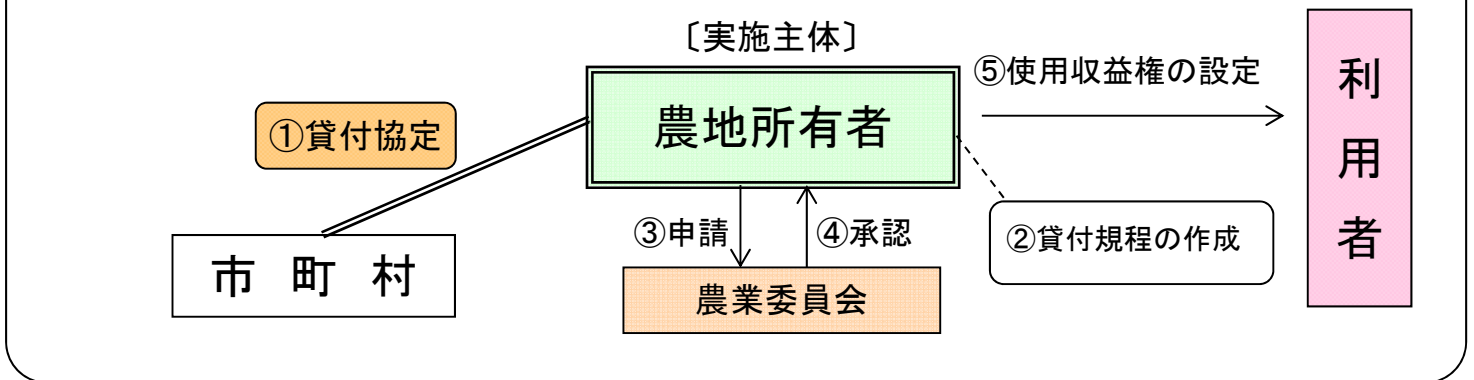 〔実施主体〕
農地所有者
⑤使用収益権の設定
利用者
①貸付協定
③申請
④承認
②貸付規程の作成
市町村
農業委員会